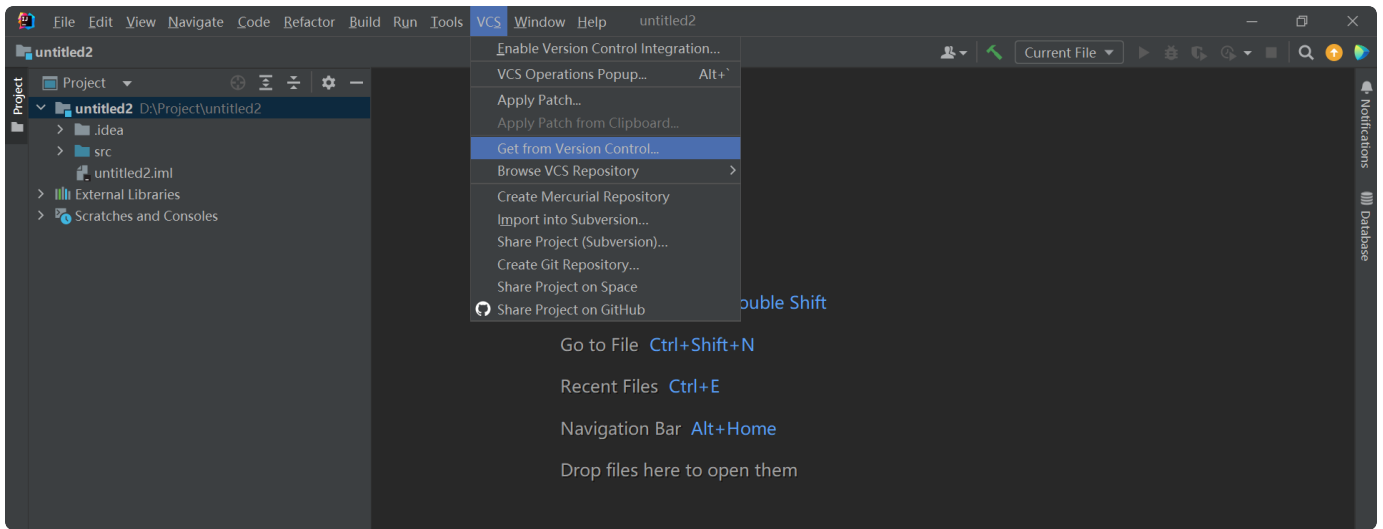 File Edit View Navigate Code Refactor Build Run Tools VCS Window Help untitled2
untitled2
Current File
Project
Project
untitled2 D:\Project\untitled2
.idea
src
untitled2.iml
External Libraries
Scratches and Consoles
Enable Version Control Integration...
VCS Operations Popup... Alt+`
Apply Patch...
Apply Patch from Clipboard...
Get from Version Control...
Browse VCS Repository
Create Mercurial Repository
Import into Subversion...
Share Project (Subversion)...
Create Git Repository...
Share Project on Space
Share Project on GitHub
ouble Shift
Go to File Ctrl+Shift+N
Recent Files Ctrl+E
Navigation Bar Alt+Home
Drop files here to open them
Notifications
Database